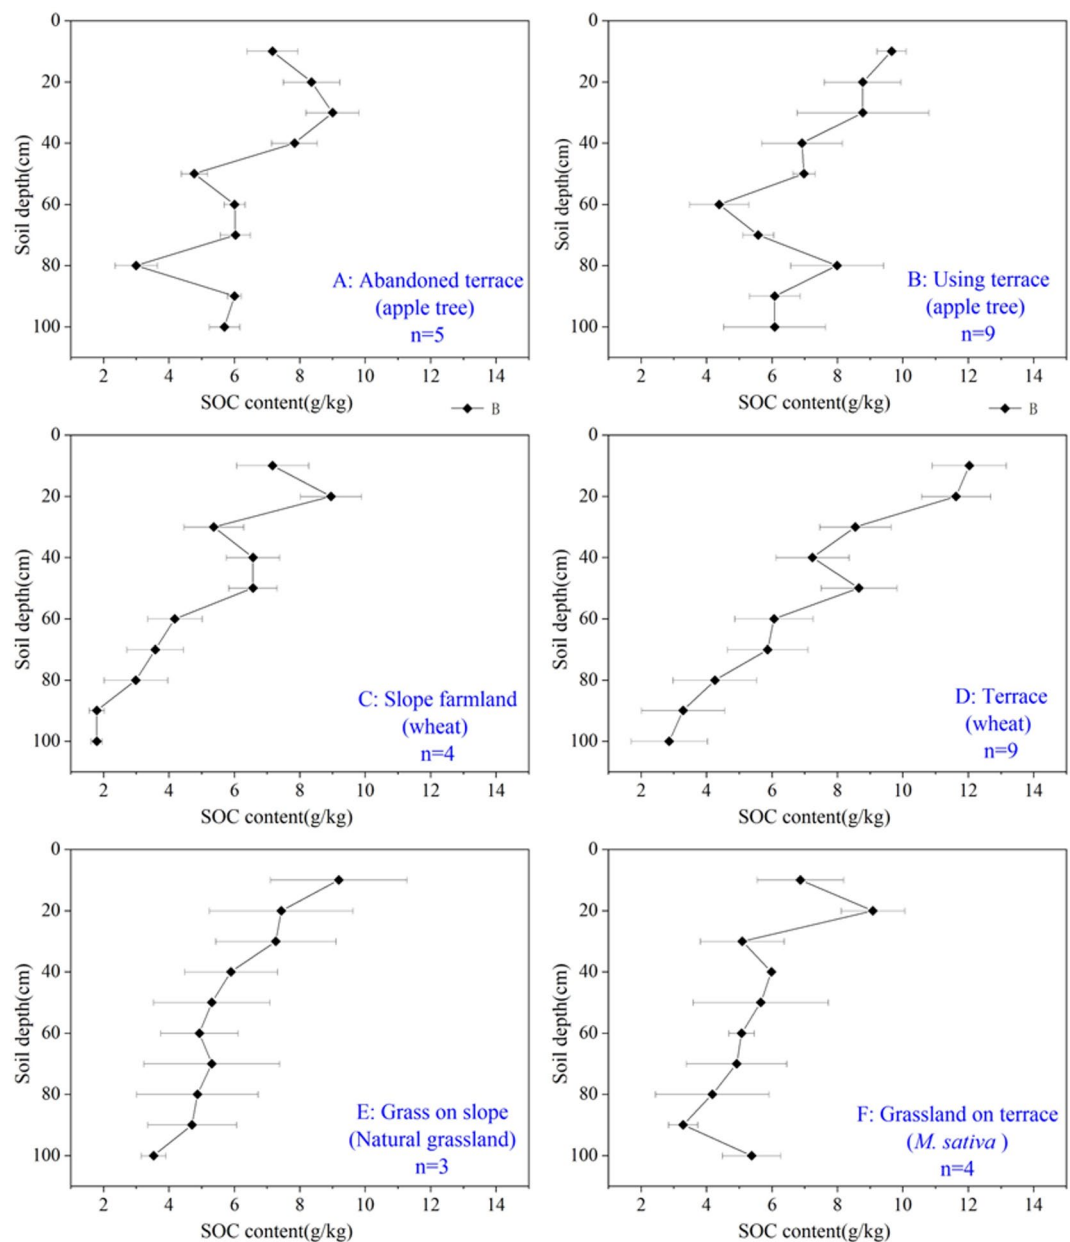 0
20
40
60
80
100
Soil depth(cm)
A: Abandoned terrace
(apple tree)
n=5
2 4 6 8 10 12 14
SOC content(g/kg)
B
0
20
40
60
80
100
Soil depth(cm)
B: Using terrace
(apple tree)
n=9
2 4 6 8 10 12 14
SOC content(g/kg)
B
0
20
40
60
80
100
Soil depth(cm)
C: Slope farmland
(wheat)
n=4
2 4 6 8 10 12 14
SOC content(g/kg)
0
20
40
60
80
100
Soil depth(cm)
D: Terrace
(wheat)
n=9
2 4 6 8 10 12 14
SOC content(g/kg)
0
20
40
60
80
100
Soil depth(cm)
E: Grass on slope
(Natural grassland)
n=3
2 4 6 8 10 12 14
SOC content(g/kg)
0
20
40
60
80
100
Soil depth(cm)
F: Grassland on terrace
(M. sativa )
n=4
2 4 6 8 10 12 14
SOC content(g/kg)